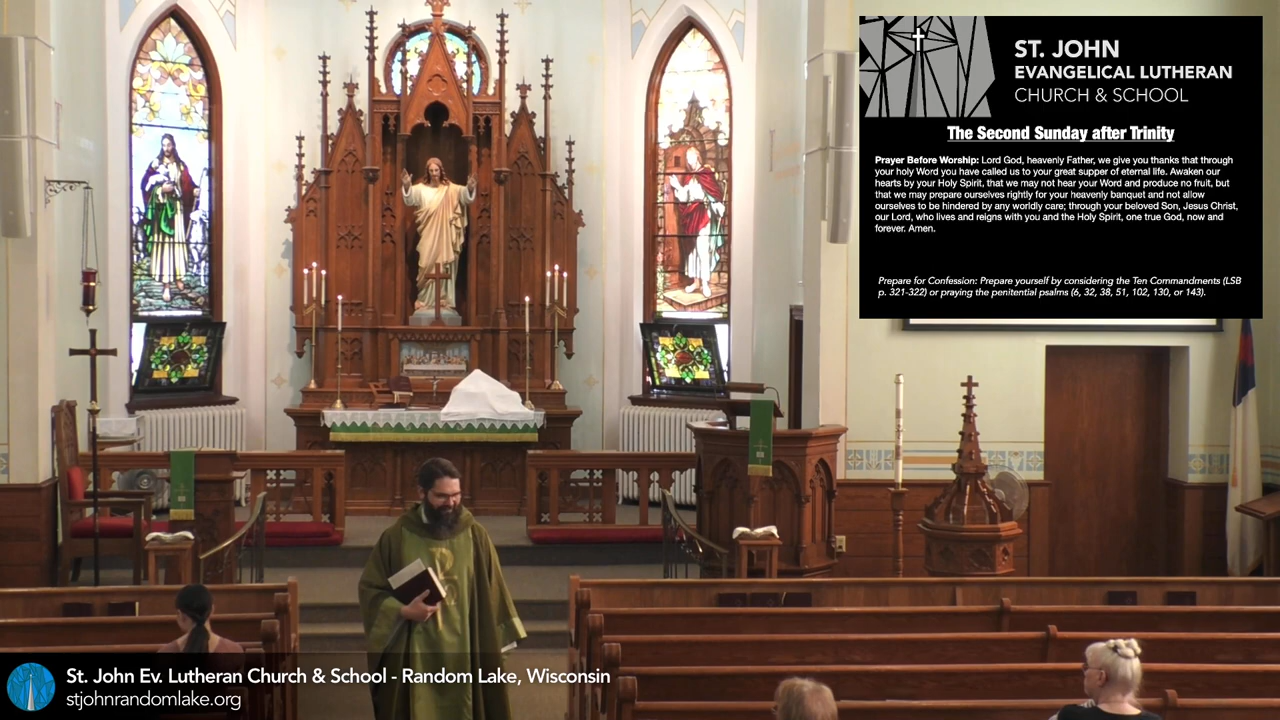 ST. JOHN
EVANGELICAL LUTHERAN
CHURCH & SCHOOL
The Second Sunday after Trinity
Prayer Before Worship: Lord God, heavenly Father, we give you thanks that through
your holy Word you have called us to your great supper of eternal life. Awaken our
hearts by your Holy Spirit, that we may not hear your Word and produce no fruit, but
that we may prepare ourselves rightly for your heavenly banquet and not allow
ourselves to be hindered by any worldly care; through your beloved Son, Jesus Christ,
our Lord, who lives and reigns with you and the Holy Spirit, one true God, now and
forever. Amen.
Prepare for Confession: Prepare yourself by considering the Ten Commandments (LSB
p. 321-322) or praying the penitential psalms (6, 32, 38, 51, 102, 130, or 143).
St. John Ev. Lutheran Church & School - Random Lake, Wisconsin
stjohnrandomlake.org